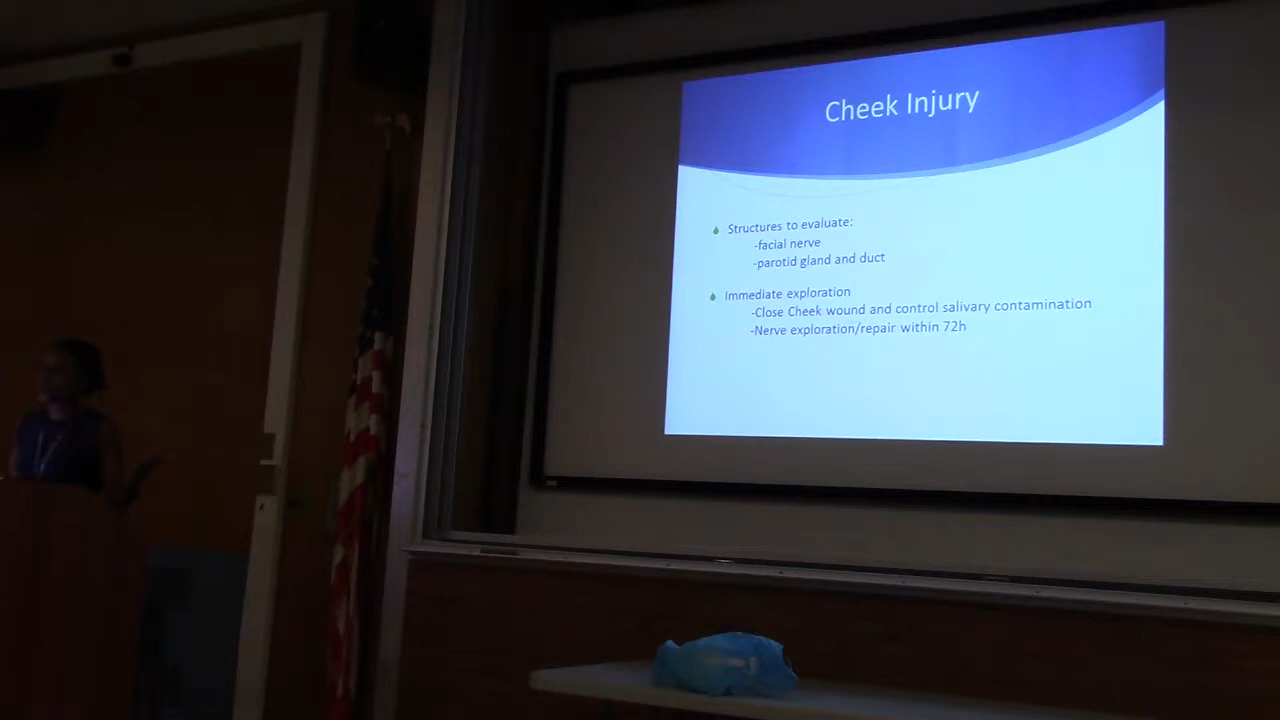 Cheek Injury
Structures to evaluate:
-facial nerve
-parotid gland and duct
Immediate exploration
-Close Cheek wound and control salivary contamination
-Nerve exploration/repair within 72h